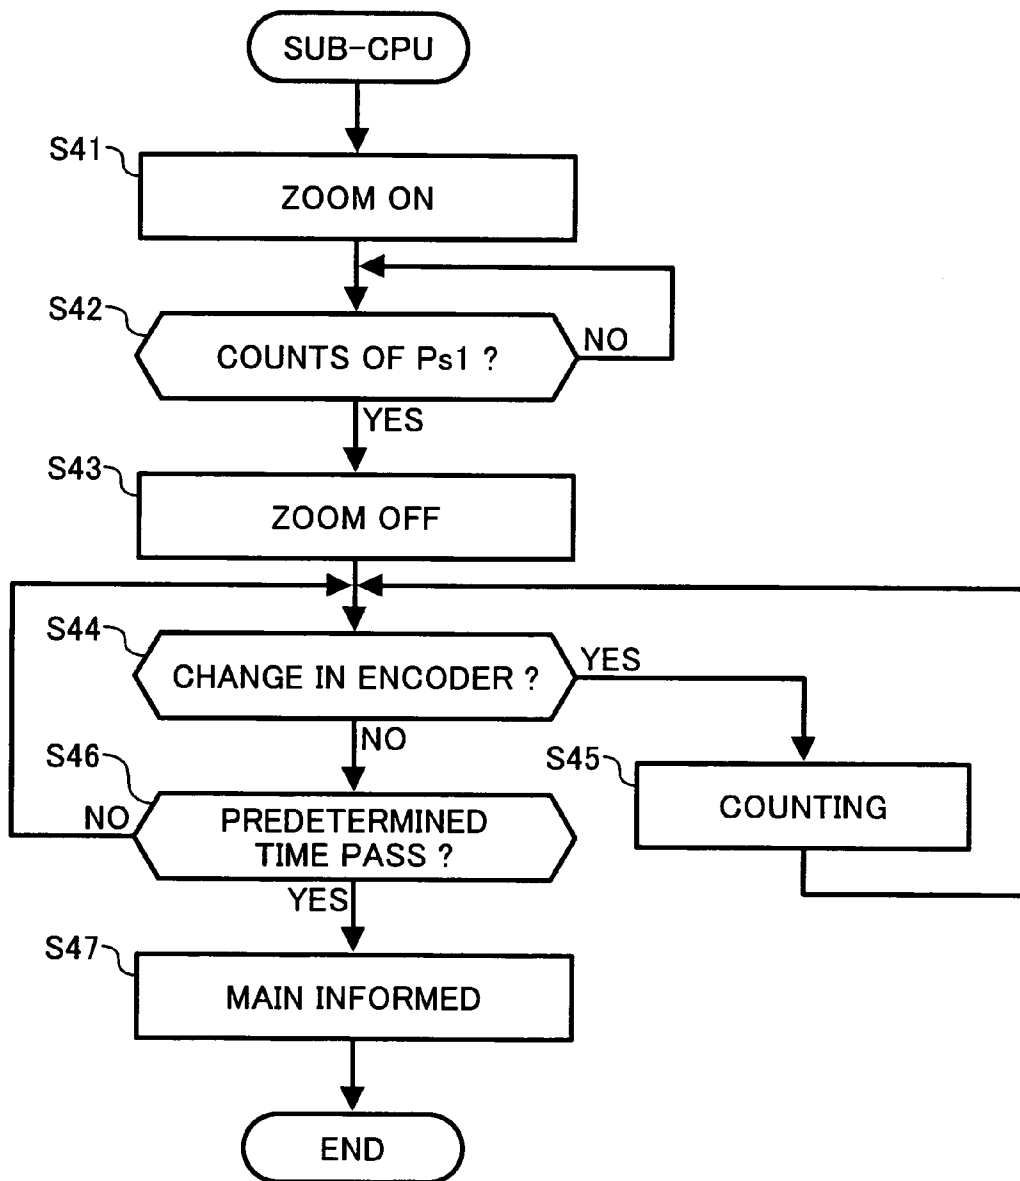 SUB-CPU
S41
ZOOM ON
S42
COUNTS OF Ps1 ?
NO
YES
S43
ZOOM OFF
S44
CHANGE IN ENCODER ?
YES
NO
S45
COUNTING
S46
NO
PREDETERMINED
TIME PASS ?
YES
S47
MAIN INFORMED
END